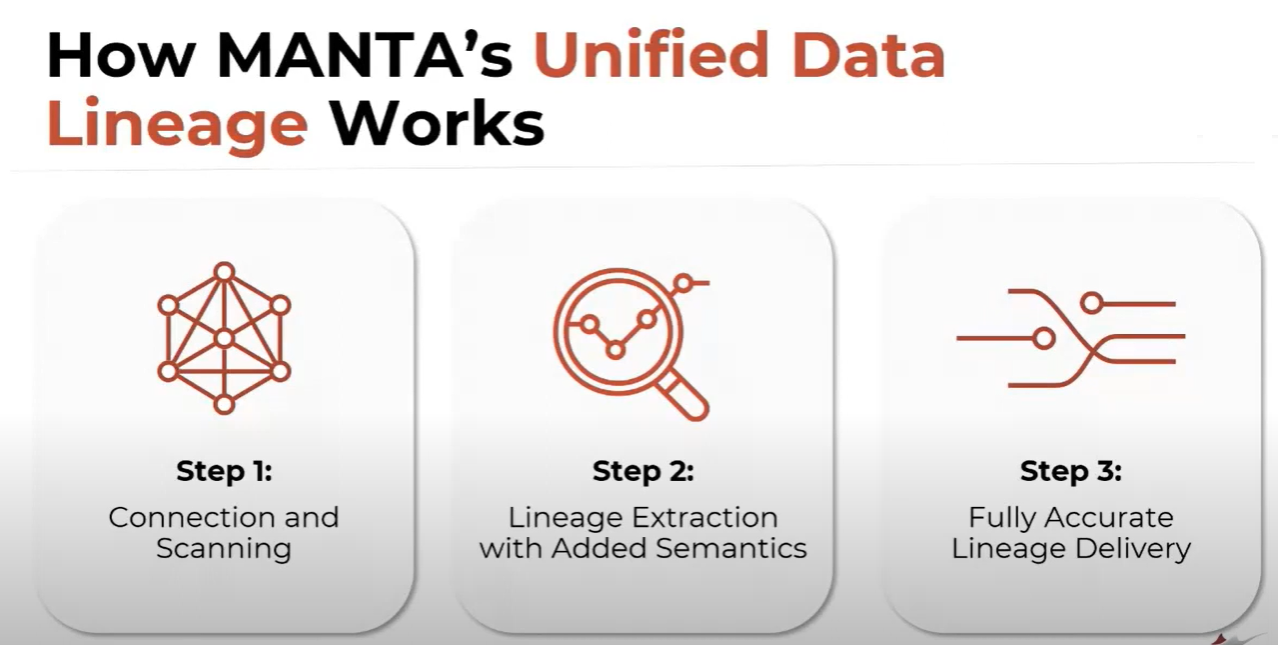 How MANTA’s Unified Data
Lineage Works
Step 1:
Connection and
Scanning
Step 2:
Lineage Extraction
with Added Semantics
Step 3:
Fully Accurate
Lineage Delivery